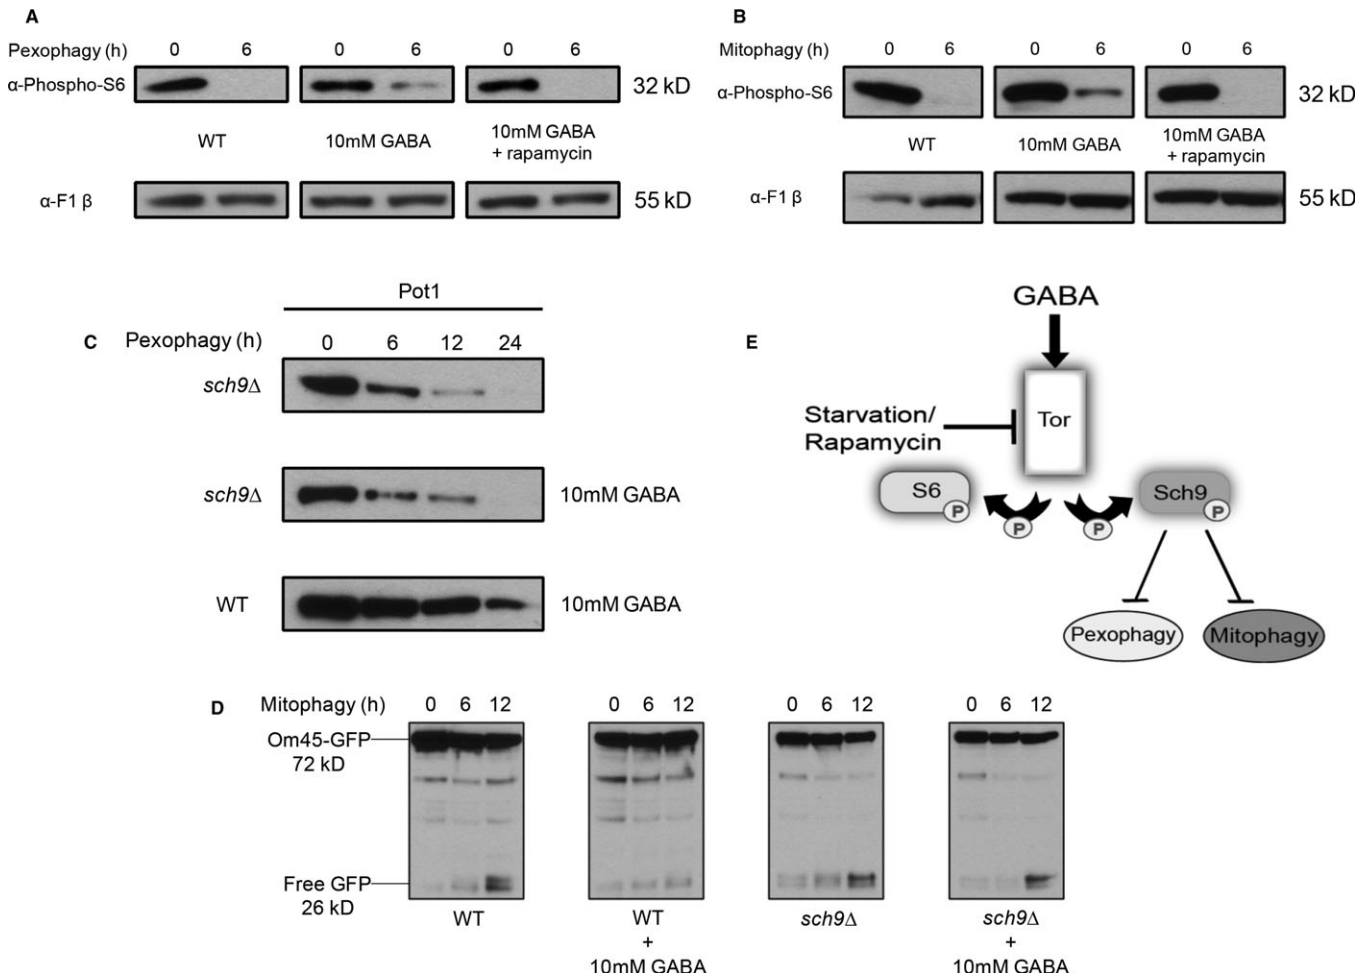 A
Pexophagy (h) 0 6 0 6 0 6
α-Phospho-S6 32 kD
WT 10mM GABA 10mM GABA
+ rapamycin
α-F1 β 55 kD
B
Mitophagy (h) 0 6 0 6 0 6
α-Phospho-S6 32 kD
WT 10mM GABA 10mM GABA
+ rapamycin
α-F1 β 55 kD
Pot1
C Pexophagy (h) 0 6 12 24
sch9Δ
sch9Δ 10mM GABA
WT 10mM GABA
E
GABA
Tor
Starvation/
Rapamycin
S6 P
P
P
Sch9 P
Pexophagy Mitophagy
D Mitophagy (h) 0 6 12 0 6 12 0 6 12 0 6 12
Om45-GFP
72 kD
Free GFP
26 kD
WT WT
+
10mM GABA
sch9Δ sch9Δ
+
10mM GABA